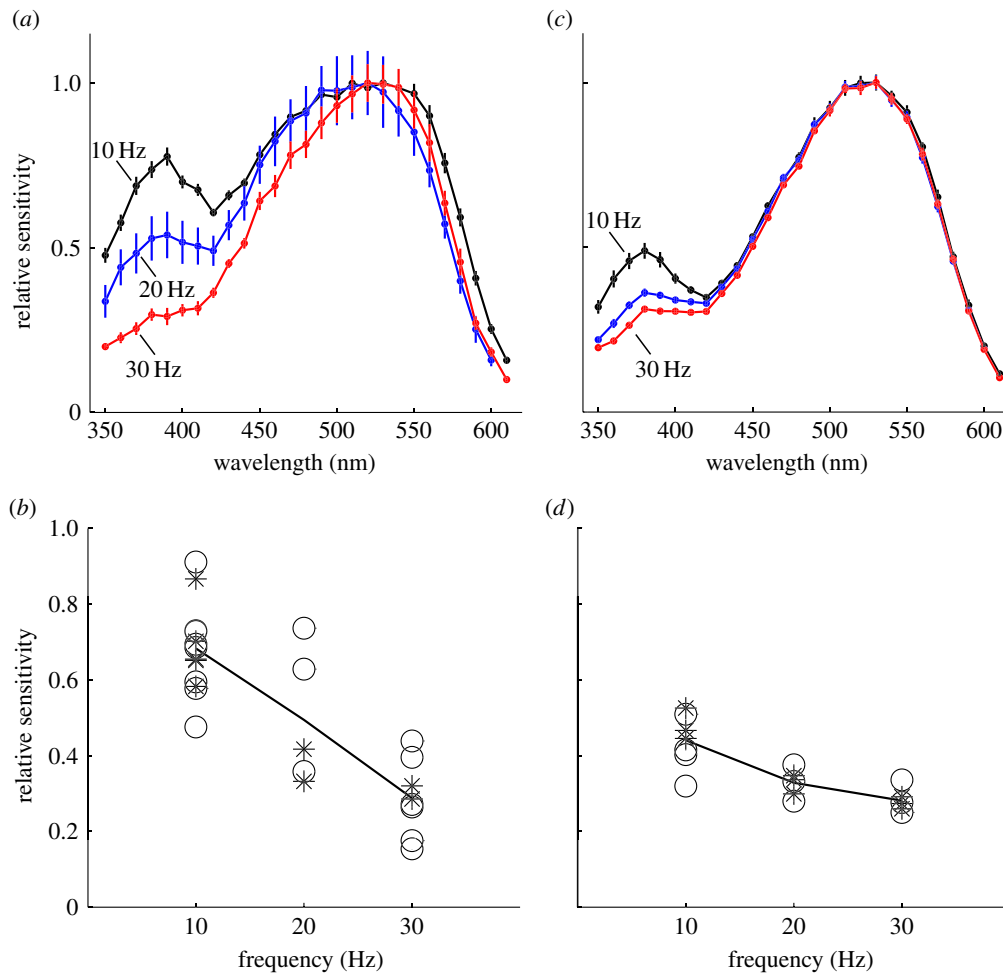 (a)
(c)
1.0
0.5
0
relative sensitivity
10 Hz
20 Hz
30 Hz
10 Hz
30 Hz
350 400 450 500 550 600
wavelength (nm)
350 400 450 500 550 600
wavelength (nm)
(b)
(d)
1.0
0.8
0.6
0.4
0.2
0
relative sensitivity
10 20 30
frequency (Hz)
10 20 30
frequency (Hz)